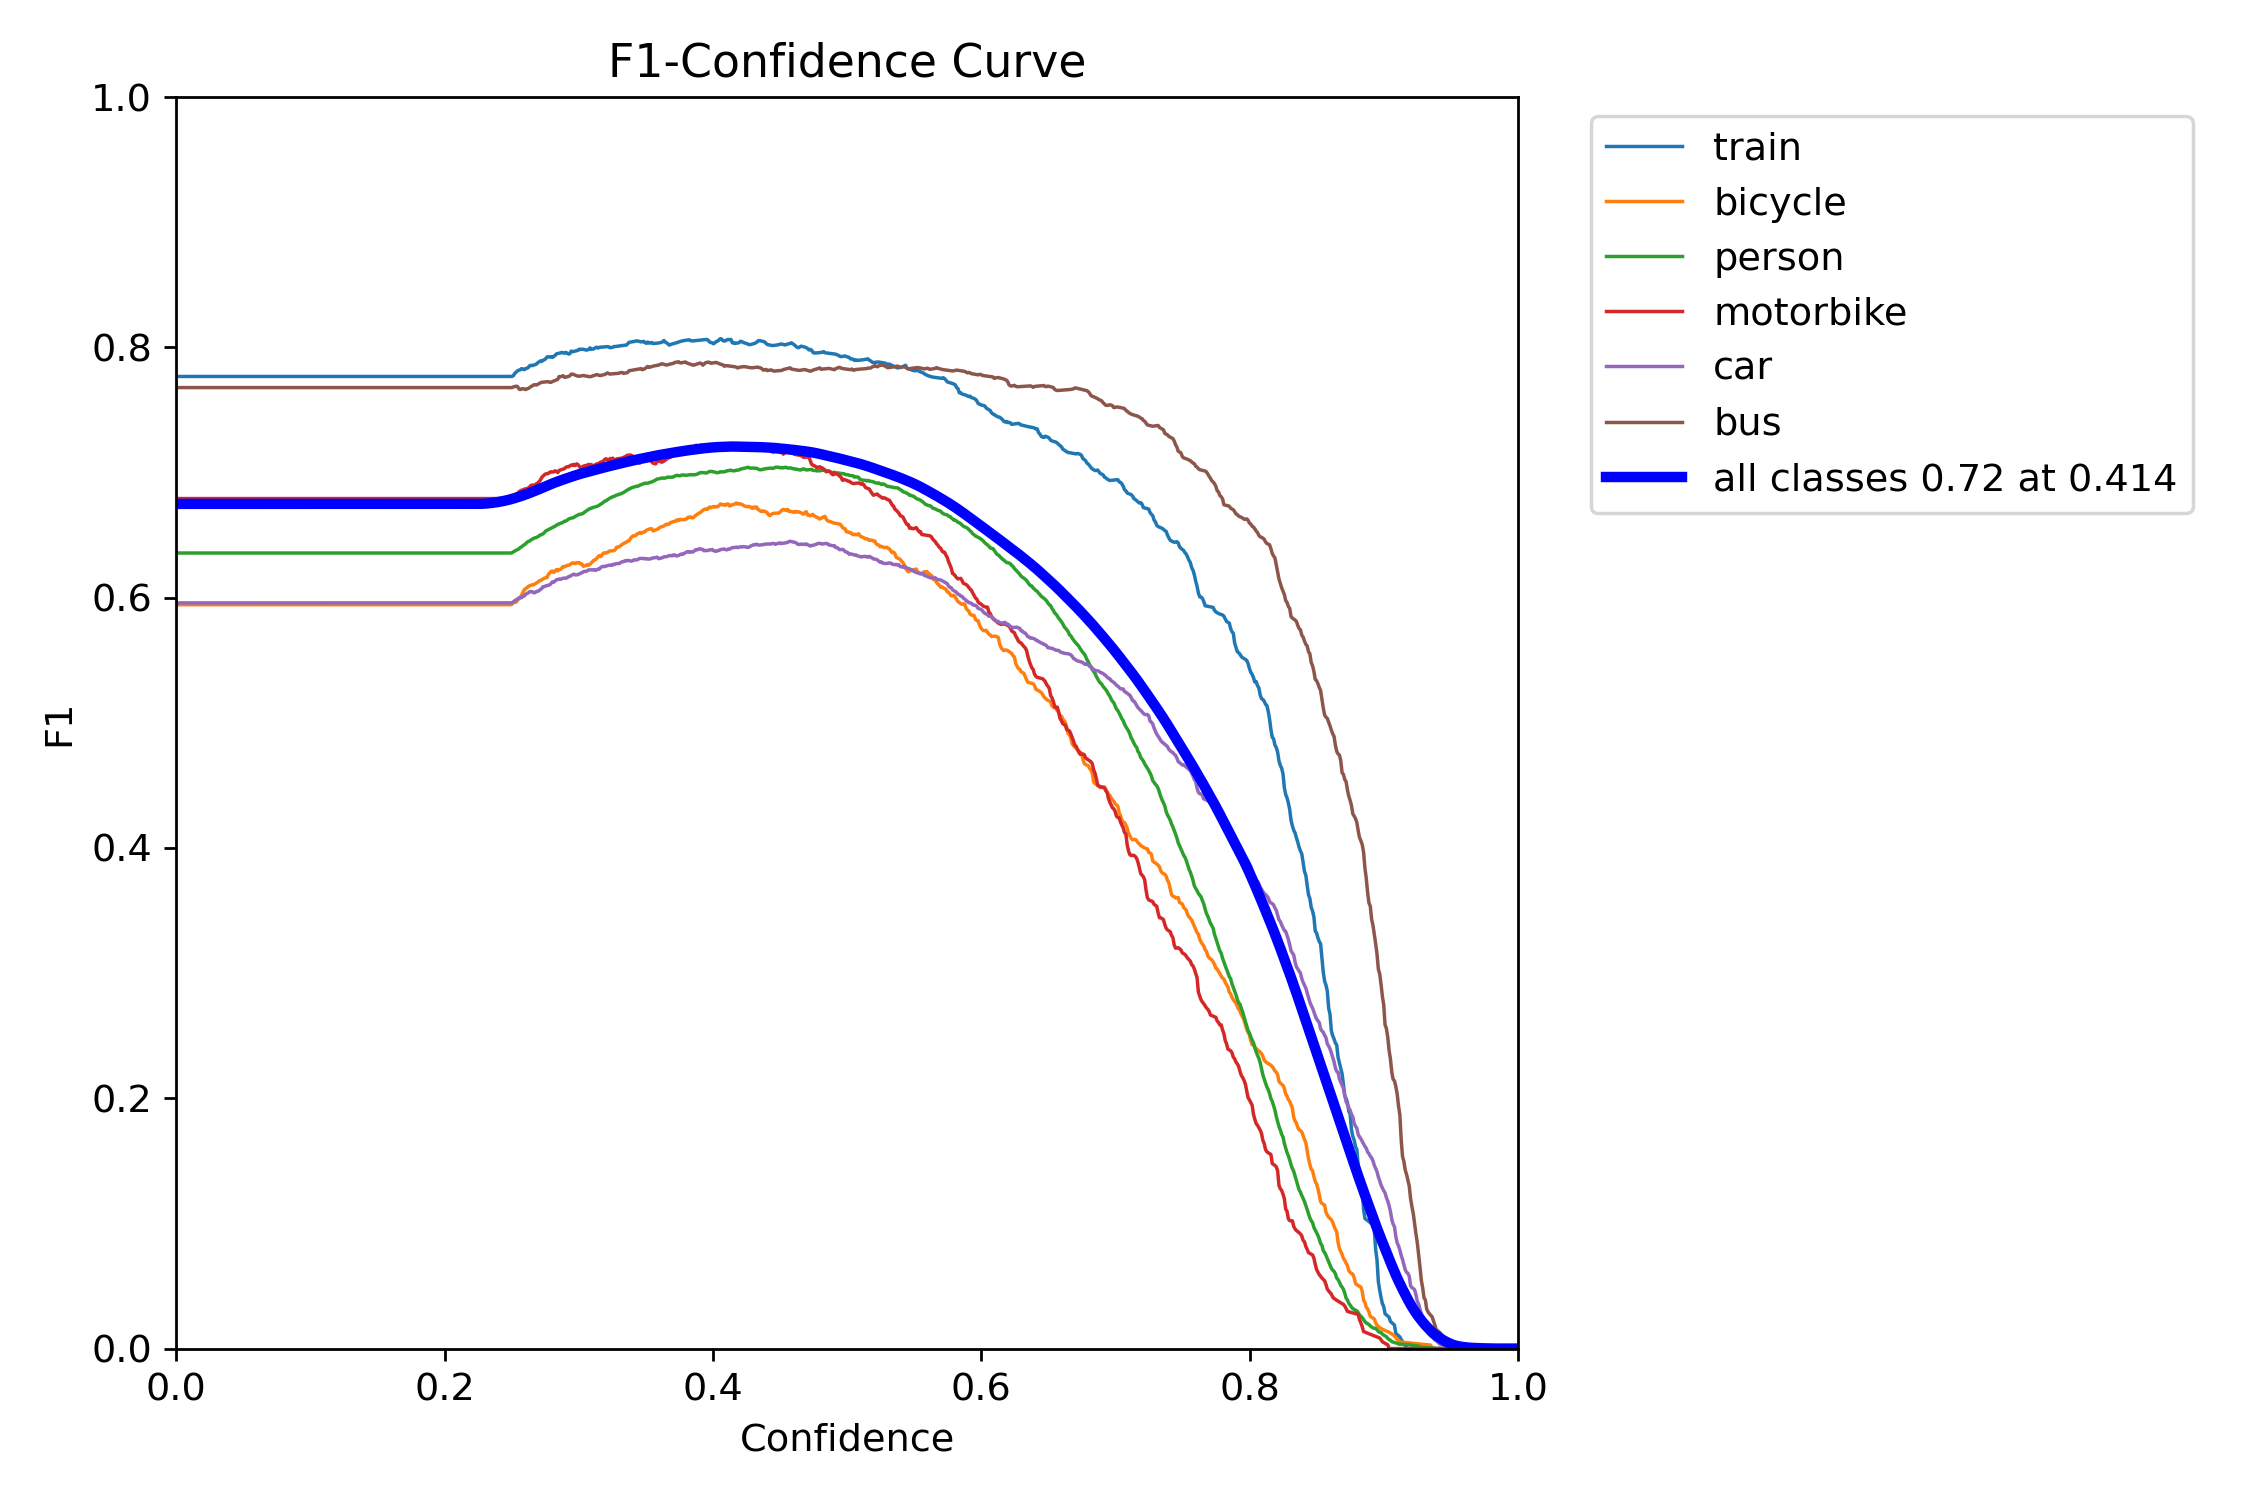 F1-Confidence Curve
1.0
0.8
0.6
0.4
0.2
0.0
F1
0.0 0.2 0.4 0.6 0.8 1.0
Confidence
train
bicycle
person
motorbike
car
bus
all classes 0.72 at 0.414